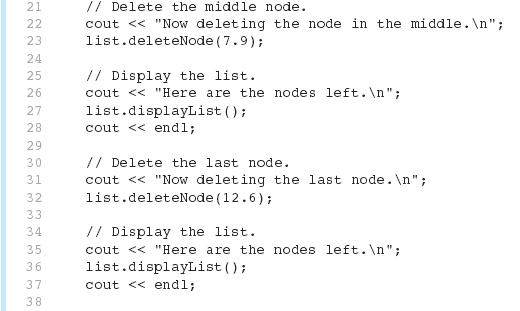 21 // Delete the middle node.
22 cout << "Now deleting the node in the middle.\n";
23 list.deleteNode(7.9);
24
25 // Display the list.
26 cout << "Here are the nodes left.\n";
27 list.displayList();
28 cout << endl;
29
30 // Delete the last node.
31 cout << "Now deleting the last node.\n";
32 list.deleteNode(12.6);
33
34 // Display the list.
35 cout << "Here are the nodes left.\n";
36 list.displayList();
37 cout << endl;
38